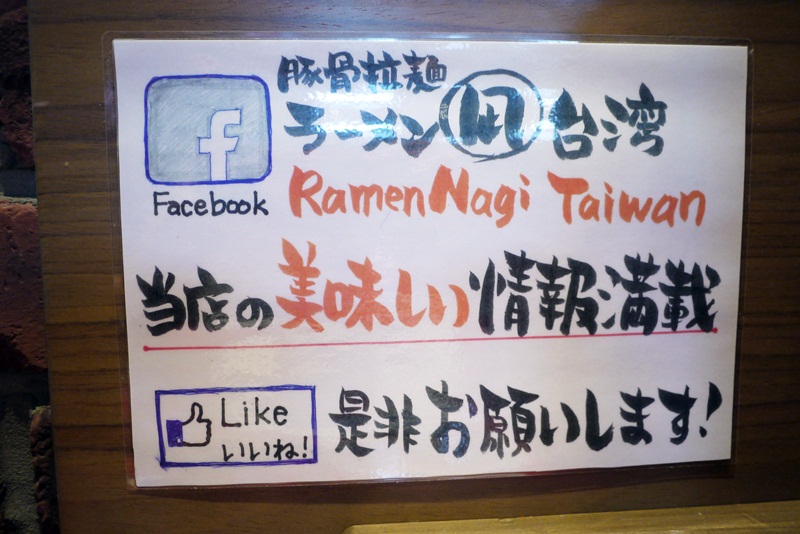 豚骨拉麺
ラーメン凪台湾
f
Facebook
Ramen Nagi Taiwan
当店の美味しい情報満載
Like
いいね!
是非お願いします!